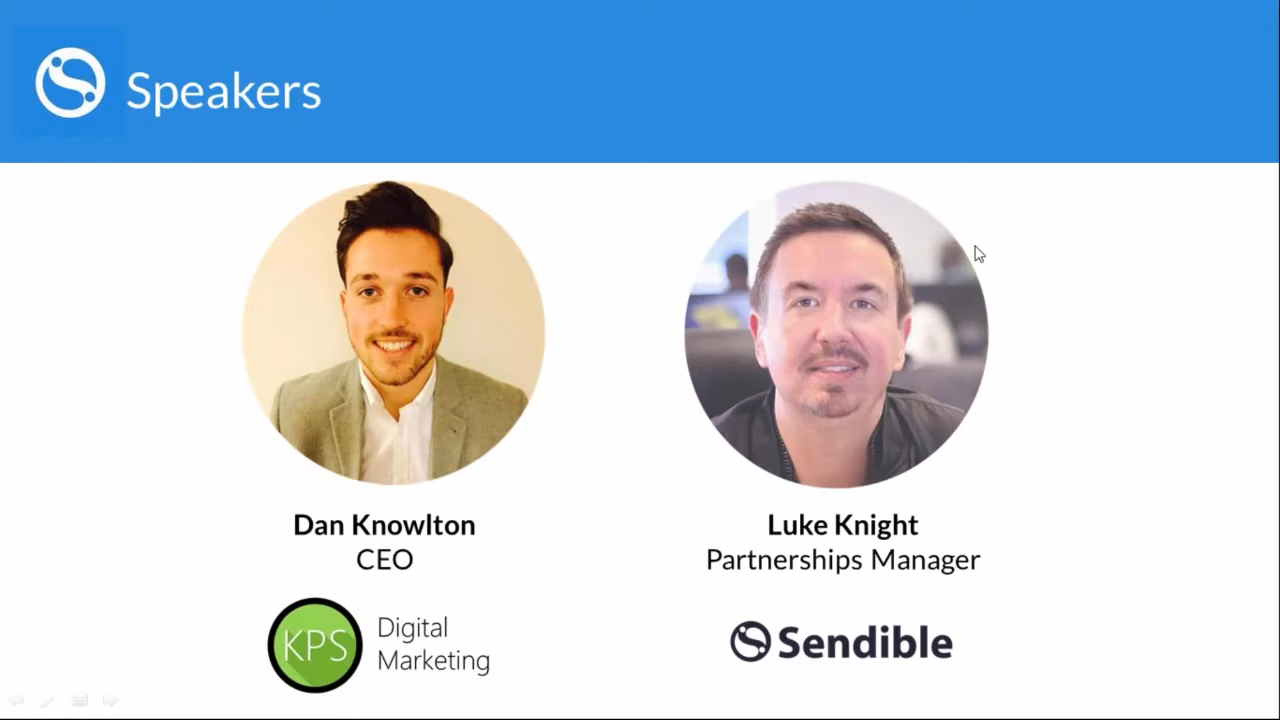 Speakers
Dan Knowlton
CEO
KPS Digital
Marketing
Luke Knight
Partnerships Manager
Sendible